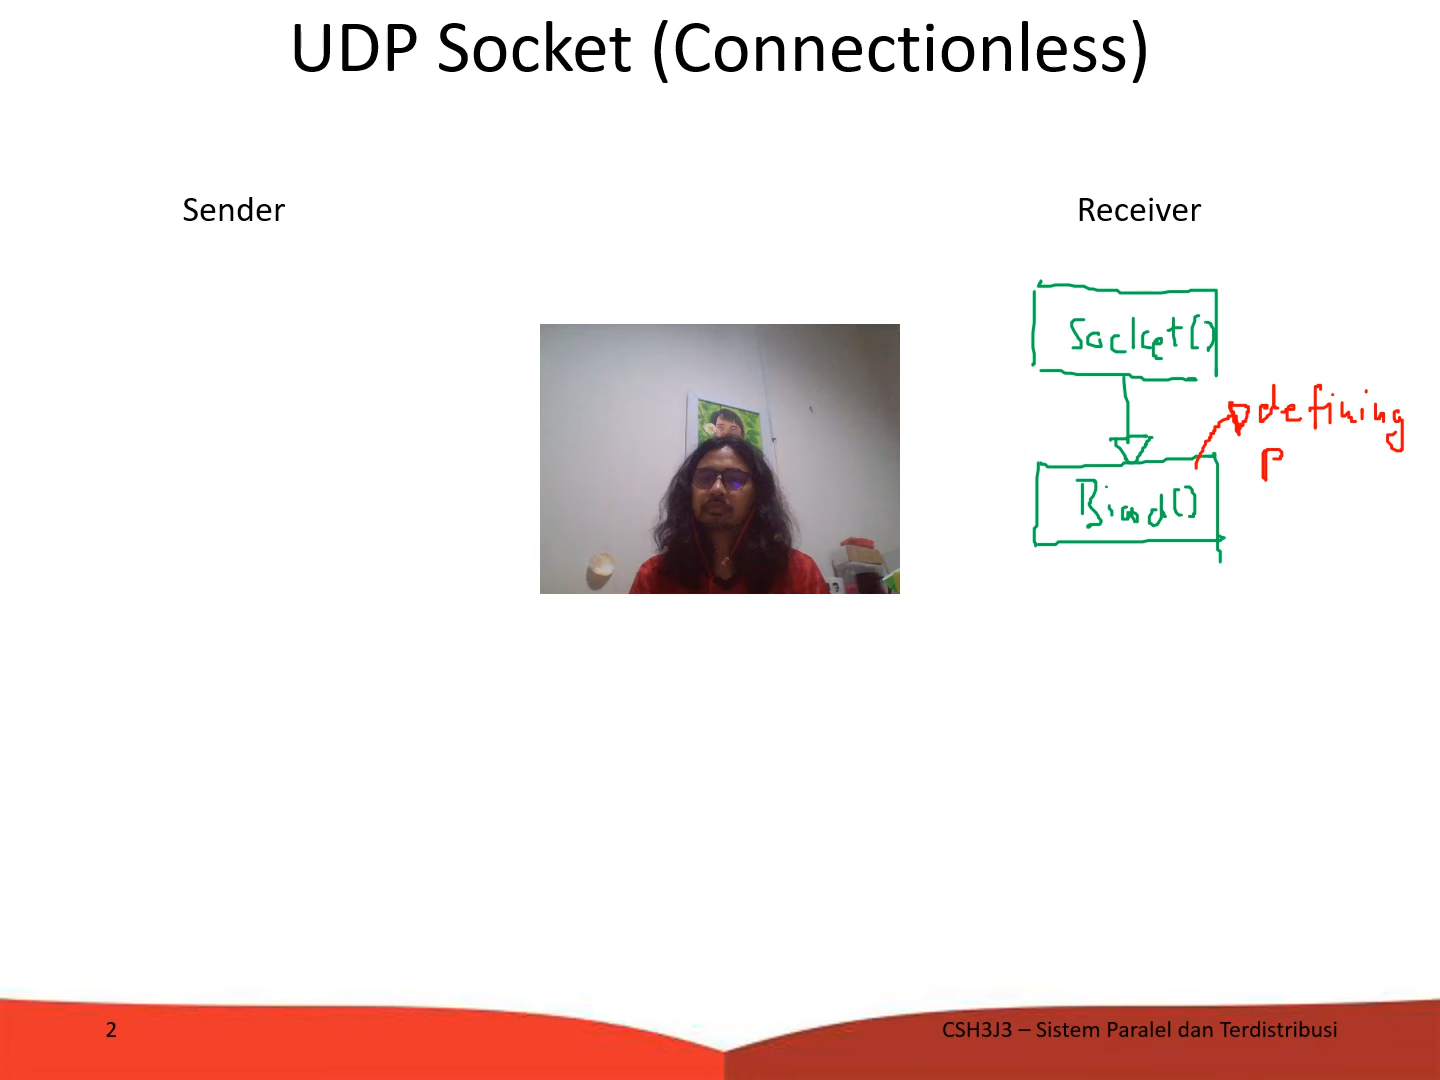 UDP Socket (Connectionless)
Sender
Receiver
Socket()
defining
P
Bind()
2
CSH3J3 – Sistem Paralel dan Terdistribusi